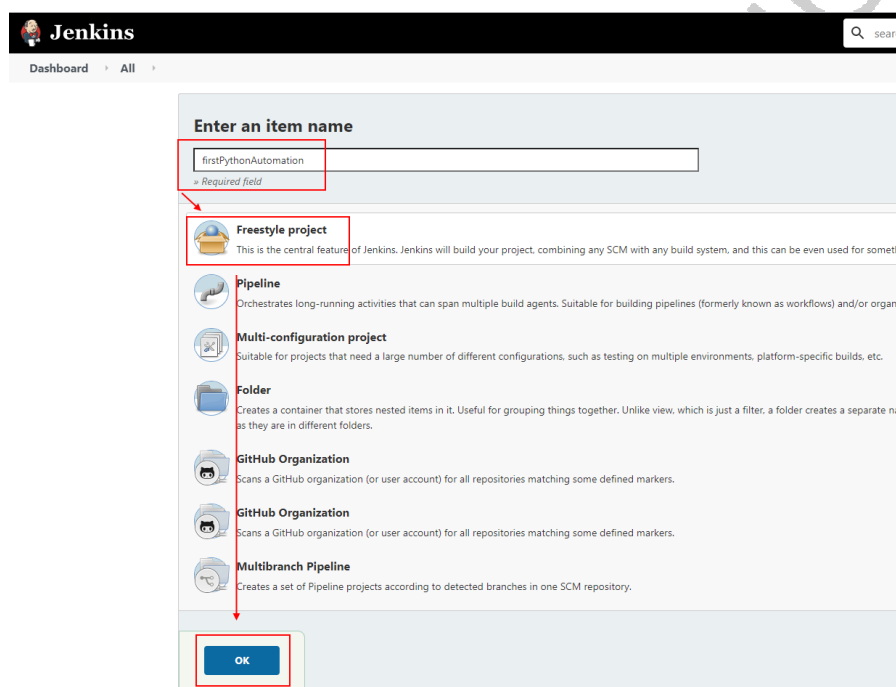 Jenkins
sear
Dashboard All
Enter an item name
firstPythonAutomation
» Required field
Freestyle project
This is the central feature of Jenkins. Jenkins will build your project, combining any SCM with any build system, and this can be even used for somet
Pipeline
Orchestrates long-running activities that can span multiple build agents. Suitable for building pipelines (formerly known as workflows) and/or organ
Multi-configuration project
Suitable for projects that need a large number of different configurations, such as testing on multiple environments, platform-specific builds, etc.
Folder
Creates a container that stores nested items in it. Useful for grouping things together. Unlike view, which is just a filter, a folder creates a separate na
as they are in different folders.
GitHub Organization
Scans a GitHub organization (or user account) for all repositories matching some defined markers.
GitHub Organization
Scans a GitHub organization (or user account) for all repositories matching some defined markers.
Multibranch Pipeline
Creates a set of Pipeline projects according to detected branches in one SCM repository.
OK